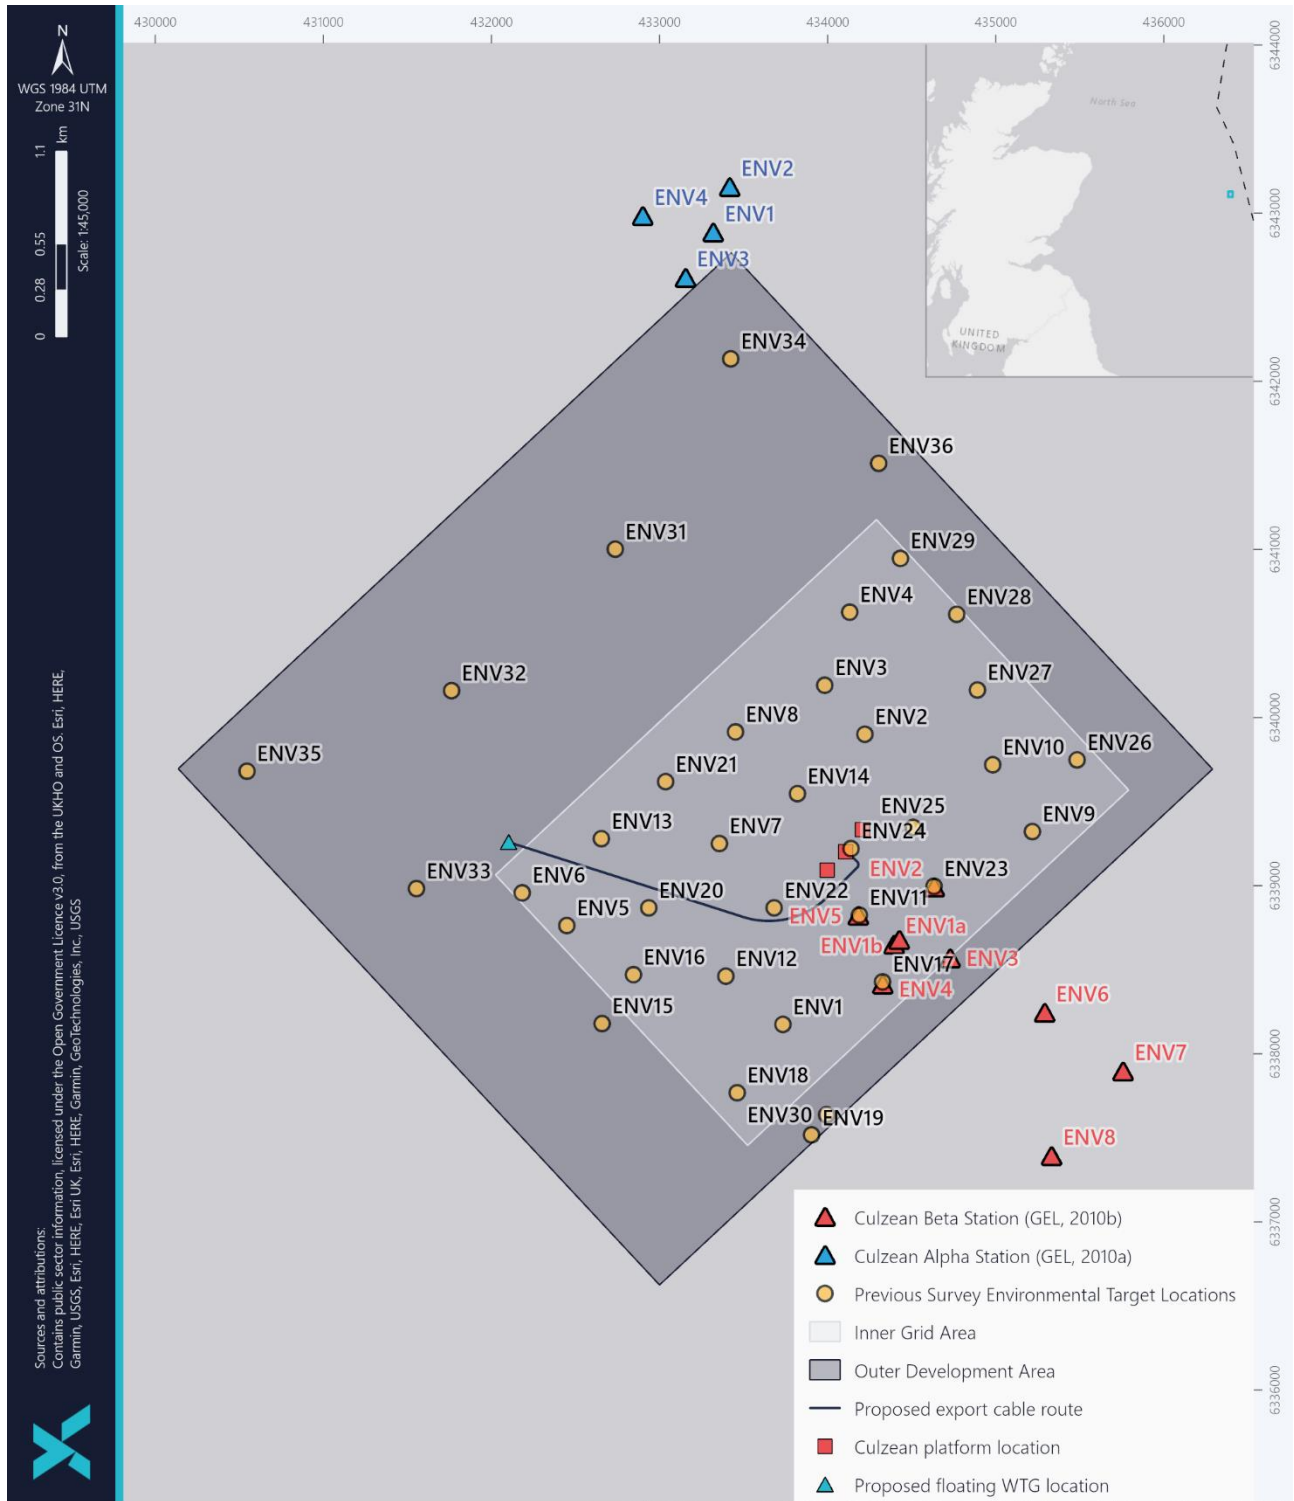 430000
431000
432000
433000
434000
435000
436000
N
WGS 1984 UTM
Zone 31N
km
1.1
0.55
0.28
0
Scale: 1:45,000
6344000
6343000
6342000
6341000
6340000
6339000
6338000
6337000
6336000
North Sea
UNITED
KINGDOM
ENV2
ENV4
ENV1
ENV3
ENV34
ENV36
ENV31
ENV29
ENV4
ENV28
ENV3
ENV27
ENV32
ENV8
ENV2
ENV10
ENV26
ENV35
ENV21
ENV14
ENV25
ENV13
ENV7
ENV24
ENV9
ENV33
ENV6
ENV20
ENV22
ENV2
ENV23
ENV5
ENV5
ENV11
ENV1a
ENV1b
ENV16
ENV12
ENV17
ENV3
ENV4
ENV6
ENV15
ENV1
ENV7
ENV18
ENV30
ENV19
ENV8
Culzean Beta Station (GEL, 2010b)
Culzean Alpha Station (GEL, 2010a)
Previous Survey Environmental Target Locations
Inner Grid Area
Outer Development Area
Proposed export cable route
Culzean platform location
Proposed floating WTG location
Sources and attributions:
Contains public sector information, licensed under the Open Government Licence v3.0, from the UKHO and OS. Esri, HERE,
Garmin, USGS, Esri, HERE, Esri UK, Esri, HERE, Garmin, GeoTechnologies, Inc., USGS